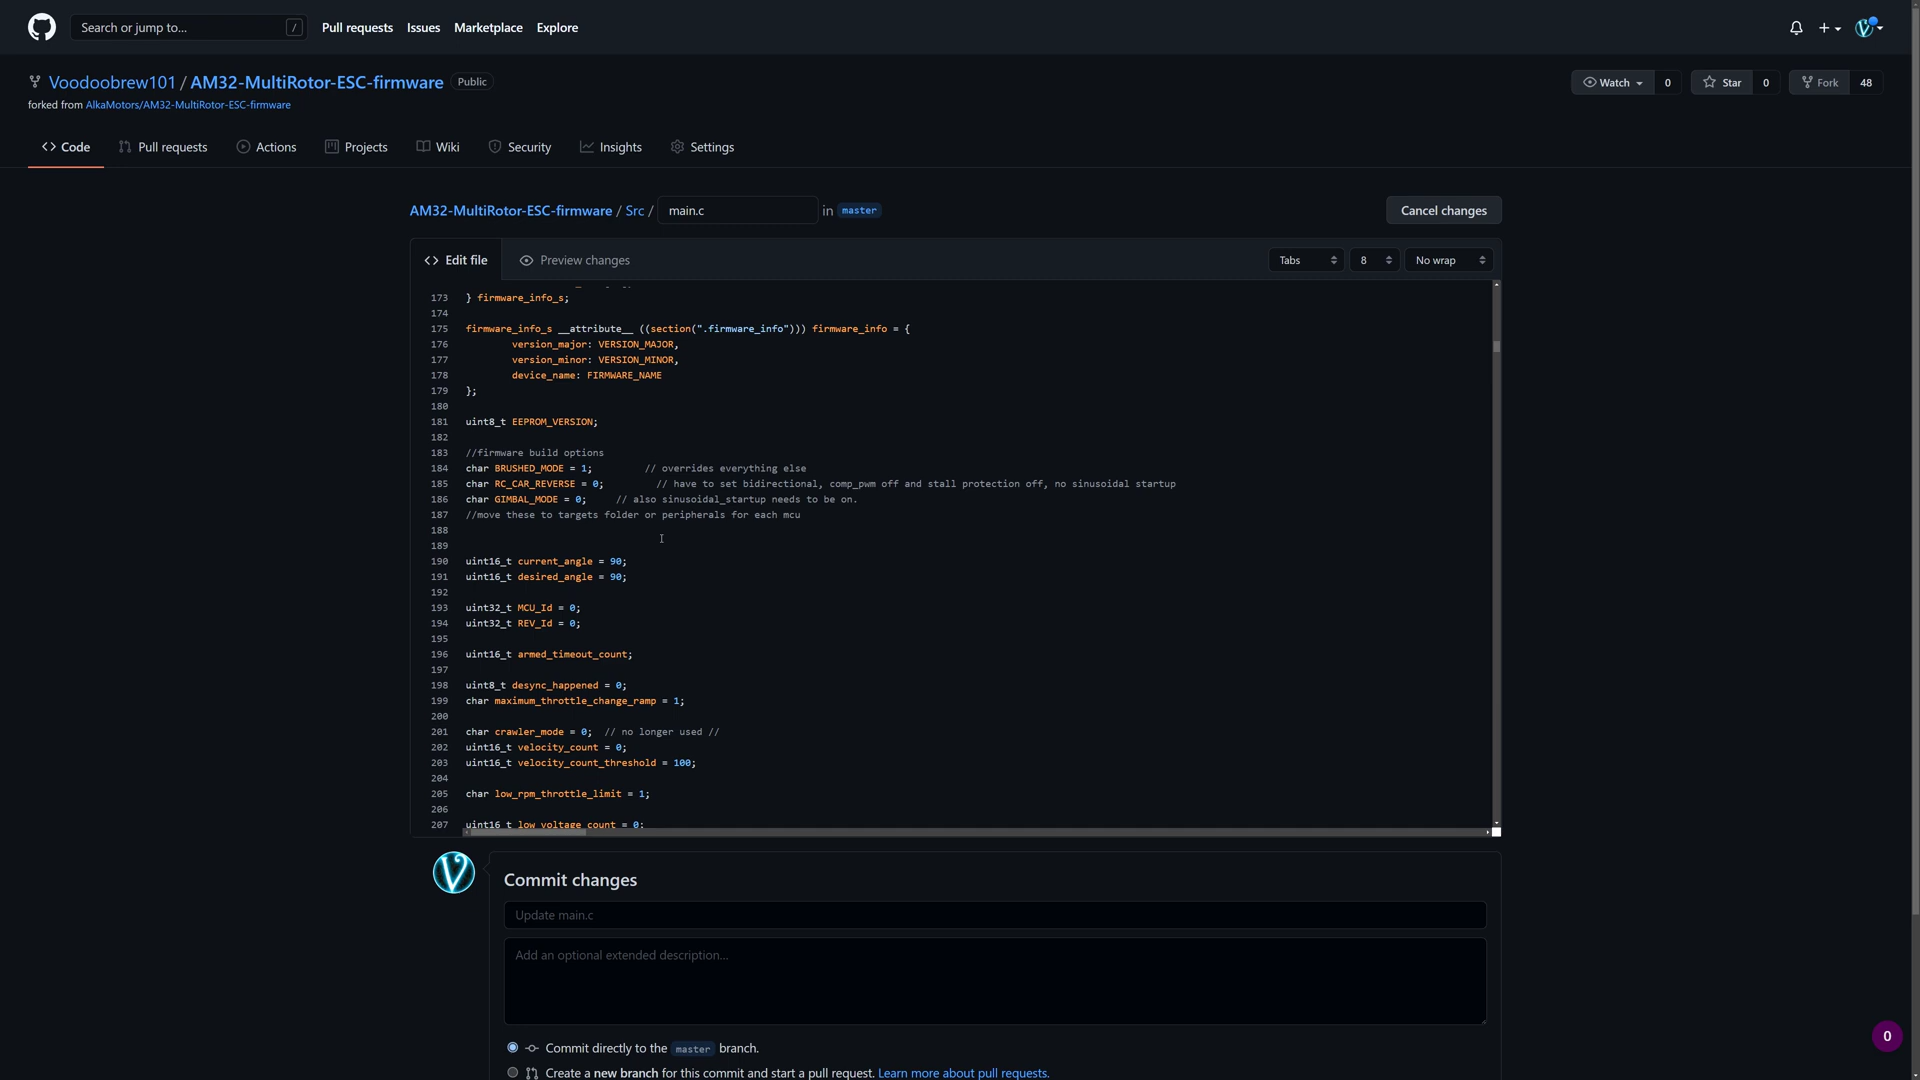 Search or jump to... /
Pull requests Issues Marketplace Explore
Voodoobrew101 / AM32-MultiRotor-ESC-firmware Public
Watch 0 Star 0 Fork 48
forked from AlkaMotors/AM32-MultiRotor-ESC-firmware
Code Pull requests Actions Projects Wiki Security Insights Settings
AM32-MultiRotor-ESC-firmware / Src / main.c in master
Cancel changes
<> Edit file Preview changes
Tabs 8 No wrap
173 } firmware_info_s;
174
175 firmware_info_s __attribute__ ((section(".firmware_info"))) firmware_info = {
176 version_major: VERSION_MAJOR,
177 version_minor: VERSION_MINOR,
178 device_name: FIRMWARE_NAME
179 };
180
181 uint8_t EEPROM_VERSION;
182
183 //firmware build options
184 char BRUSHED_MODE = 1; // overrides everything else
185 char RC_CAR_REVERSE = 0; // have to set bidirectional, comp_pwm off and stall protection off, no sinusoidal startup
186 char GIMBAL_MODE = 0; // also sinusoidal_startup needs to be on.
187 //move these to targets folder or peripherals for each mcu
188
189
190 uint16_t current_angle = 90;
191 uint16_t desired_angle = 90;
192
193 uint32_t MCU_Id = 0;
194 uint32_t REV_Id = 0;
195
196 uint16_t armed_timeout_count;
197
198 uint8_t desync_happened = 0;
199 char maximum_throttle_change_ramp = 1;
200
201 char crawler_mode = 0; // no longer used //
202 uint16_t velocity_count = 0;
203 uint16_t velocity_count_threshold = 100;
204
205 char low_rpm_throttle_limit = 1;
206
207 uint16_t low_voltage_count = 0;
V
Commit changes
Update main.c
Add an optional extended description...
Commit directly to the master branch.
Create a new branch for this commit and start a pull request. Learn more about pull requests.
0